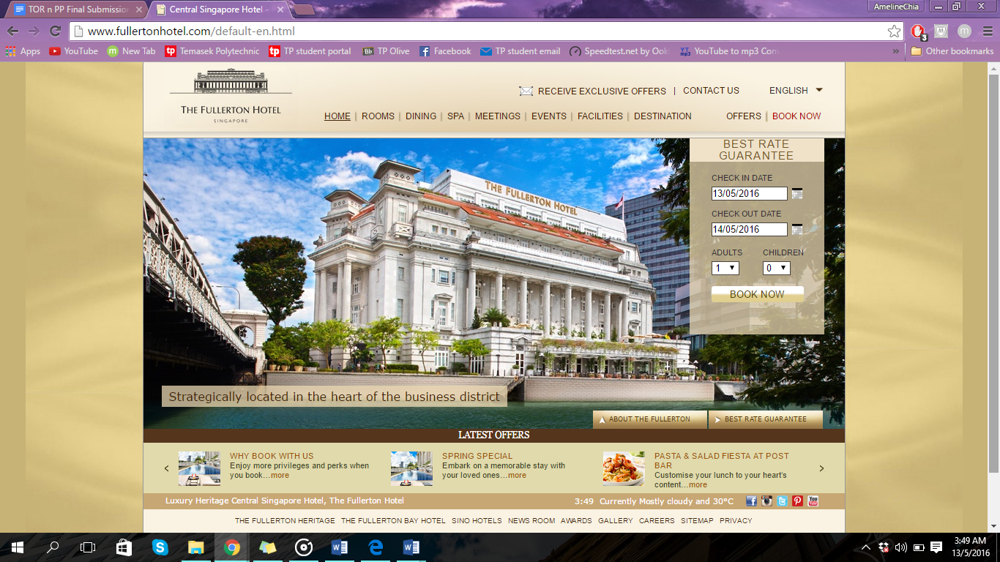 TOR n PP Final Submission
Central Singapore Hotel -
AmelineChia
www.fullertonhotel.com/default-en.html
3
Apps
YouTube
New Tab
Temasek Polytechnic
TP student portal
TP Olive
Facebook
TP student email
Speedtest.net by Ookl
YouTube to mp3 Con
Other bookmarks
THE FULLERTON HOTEL
SINGAPORE
RECEIVE EXCLUSIVE OFFERS | CONTACT US
ENGLISH
HOME | ROOMS | DINING | SPA | MEETINGS | EVENTS | FACILITIES | DESTINATION
OFFERS | BOOK NOW
THE FULLERTON HOTEL
BEST RATE
GUARANTEE
CHECK IN DATE
13/05/2016
CHECK OUT DATE
14/05/2016
ADULTS CHILDREN
1 0
BOOK NOW
Strategically located in the heart of the business district
ABOUT THE FULLERTON
BEST RATE GUARANTEE
LATEST OFFERS
<
WHY BOOK WITH US
Enjoy more privileges and perks when
you book...more
SPRING SPECIAL
Embark on a memorable stay with
your loved ones...more
PASTA & SALAD FIESTA AT POST
BAR
Customise your lunch to your heart's
content...more
>
Luxury Heritage Central Singapore Hotel, The Fullerton Hotel
3:49 Currently Mostly cloudy and 30°C
THE FULLERTON HERITAGE THE FULLERTON BAY HOTEL SINO HOTELS NEWS ROOM AWARDS GALLERY CAREERS SITEMAP PRIVACY
3:49 AM
13/5/2016